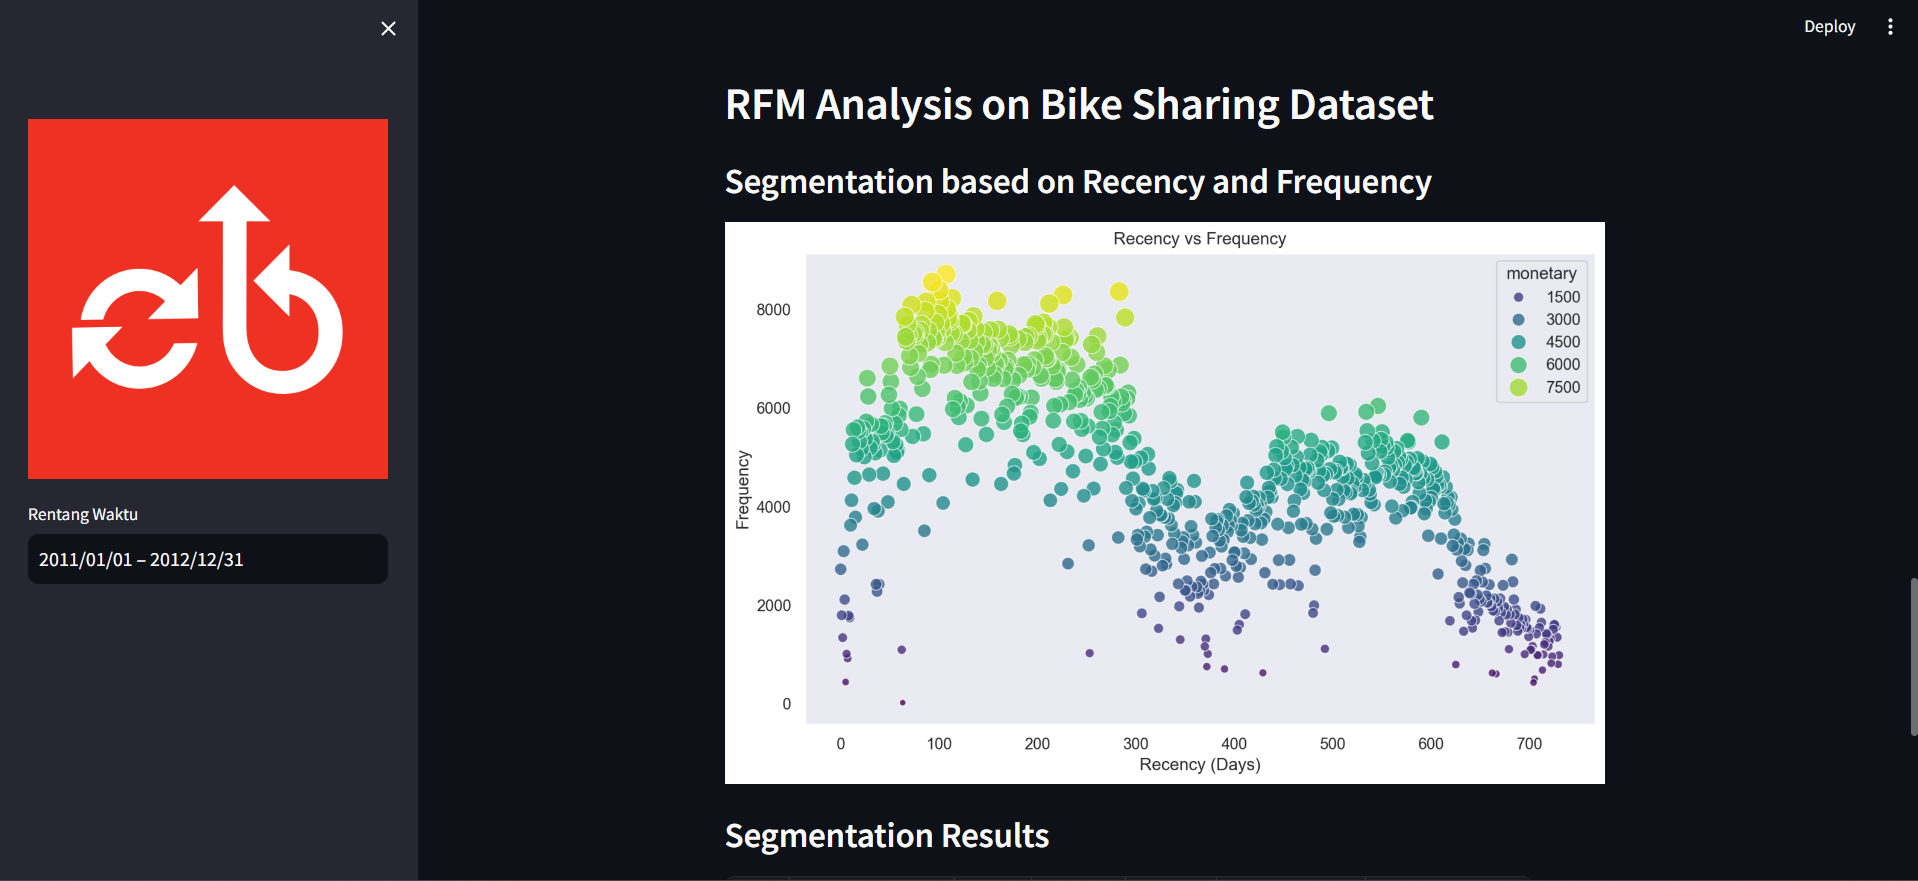 Deploy
Rentang Waktu
2011/01/01 – 2012/12/31
RFM Analysis on Bike Sharing Dataset
Segmentation based on Recency and Frequency
Recency vs Frequency
monetary
1500
3000
4500
6000
7500
Frequency
8000
6000
4000
2000
0
0 100 200 300 400 500 600 700
Recency (Days)
Segmentation Results